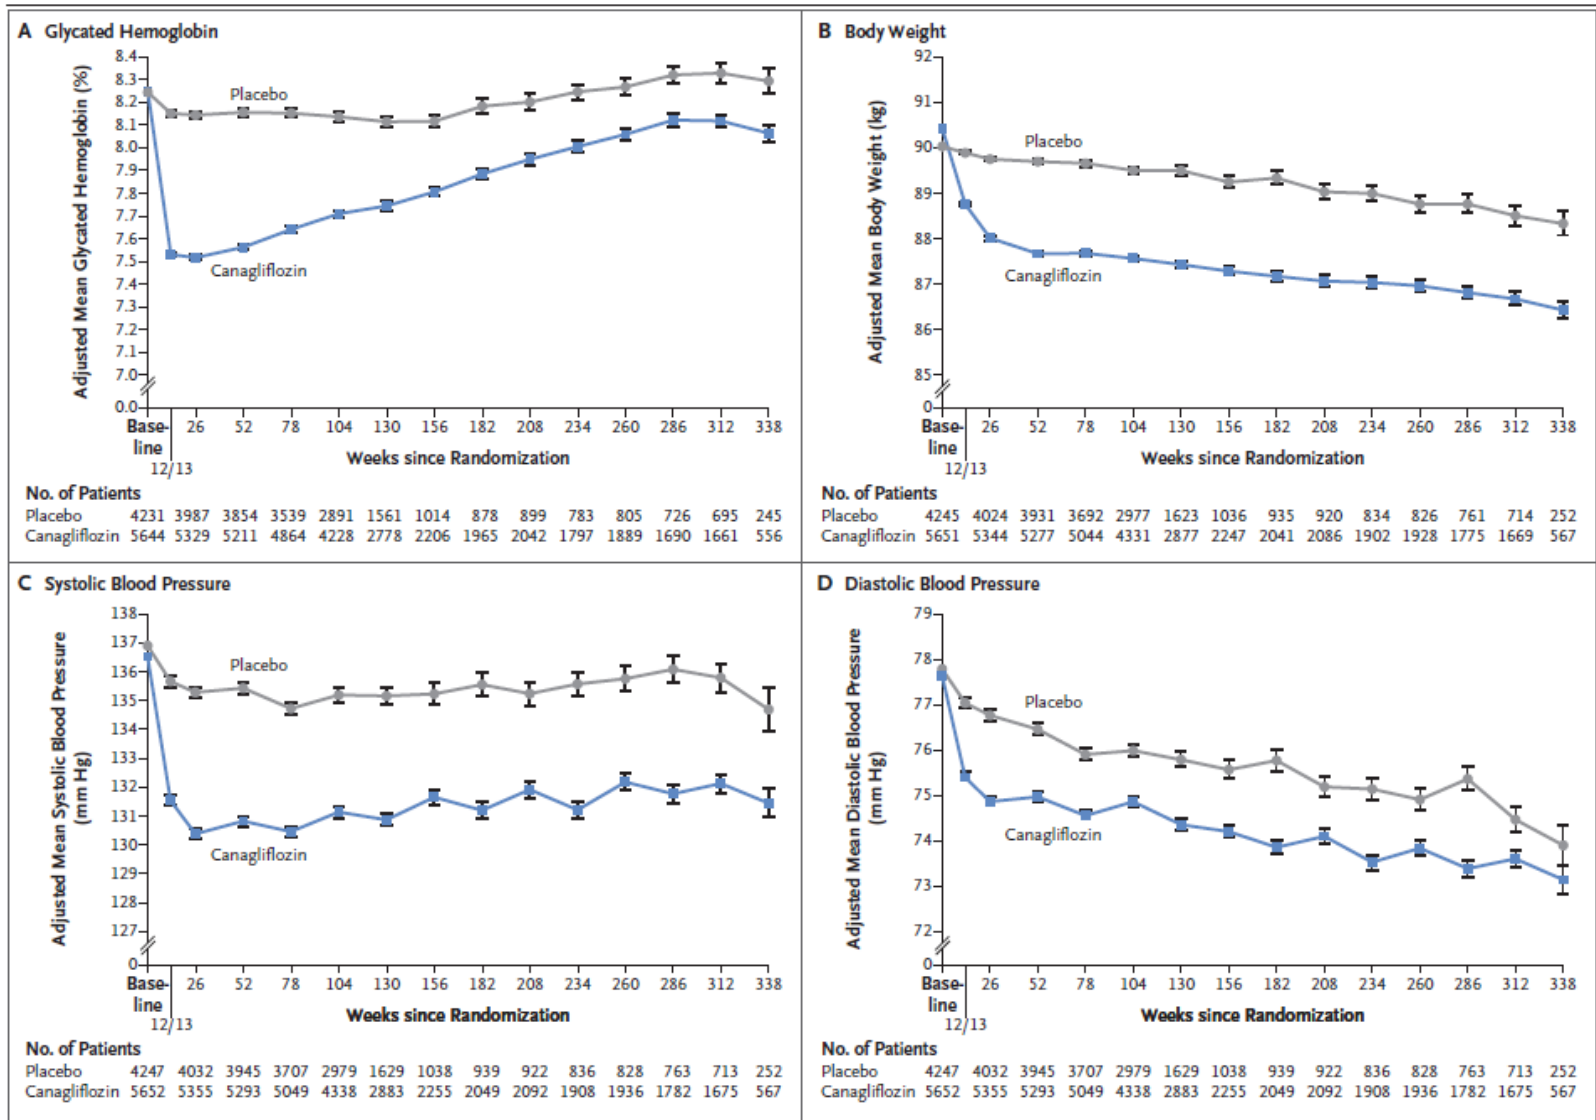 A Glycated Hemoglobin
Adjusted Mean Glycated Hemoglobin (%)
8.4
8.3
8.2
8.1
8.0
7.9
7.8
7.7
7.6
7.5
7.4
7.3
7.2
7.1
7.0
0.0
Placebo
Canagliflozin
Base-
line 26 52 78 104 130 156 182 208 234 260 286 312 338
12/13
Weeks since Randomization
No. of Patients
Placebo 4231 3987 3854 3539 2891 1561 1014 878 899 783 805 726 695 245
Canagliflozin 5644 5329 5211 4864 4228 2778 2206 1965 2042 1797 1889 1690 1661 556
B Body Weight
Adjusted Mean Body Weight (kg)
92
91
90
89
88
87
86
85
0
Placebo
Canagliflozin
Base-
line 26 52 78 104 130 156 182 208 234 260 286 312 338
12/13
Weeks since Randomization
No. of Patients
Placebo 4245 4024 3931 3692 2977 1623 1036 935 920 834 826 761 714 252
Canagliflozin 5651 5344 5277 5044 4331 2877 2247 2041 2086 1902 1928 1775 1669 567
C Systolic Blood Pressure
Adjusted Mean Systolic Blood Pressure
(mm Hg)
138
137
136
135
134
133
132
131
130
129
128
127
0
Placebo
Canagliflozin
Base-
line 26 52 78 104 130 156 182 208 234 260 286 312 338
12/13
Weeks since Randomization
No. of Patients
Placebo 4247 4032 3945 3707 2979 1629 1038 939 922 836 828 763 713 252
Canagliflozin 5652 5355 5293 5049 4338 2883 2255 2049 2092 1908 1936 1782 1675 567
D Diastolic Blood Pressure
Adjusted Mean Diastolic Blood Pressure
(mm Hg)
79
78
77
76
75
74
73
72
0
Placebo
Canagliflozin
Base-
line 26 52 78 104 130 156 182 208 234 260 286 312 338
12/13
Weeks since Randomization
No. of Patients
Placebo 4247 4032 3945 3707 2979 1629 1038 939 922 836 828 763 713 252
Canagliflozin 5652 5355 5293 5049 4338 2883 2255 2049 2092 1908 1936 1782 1675 567